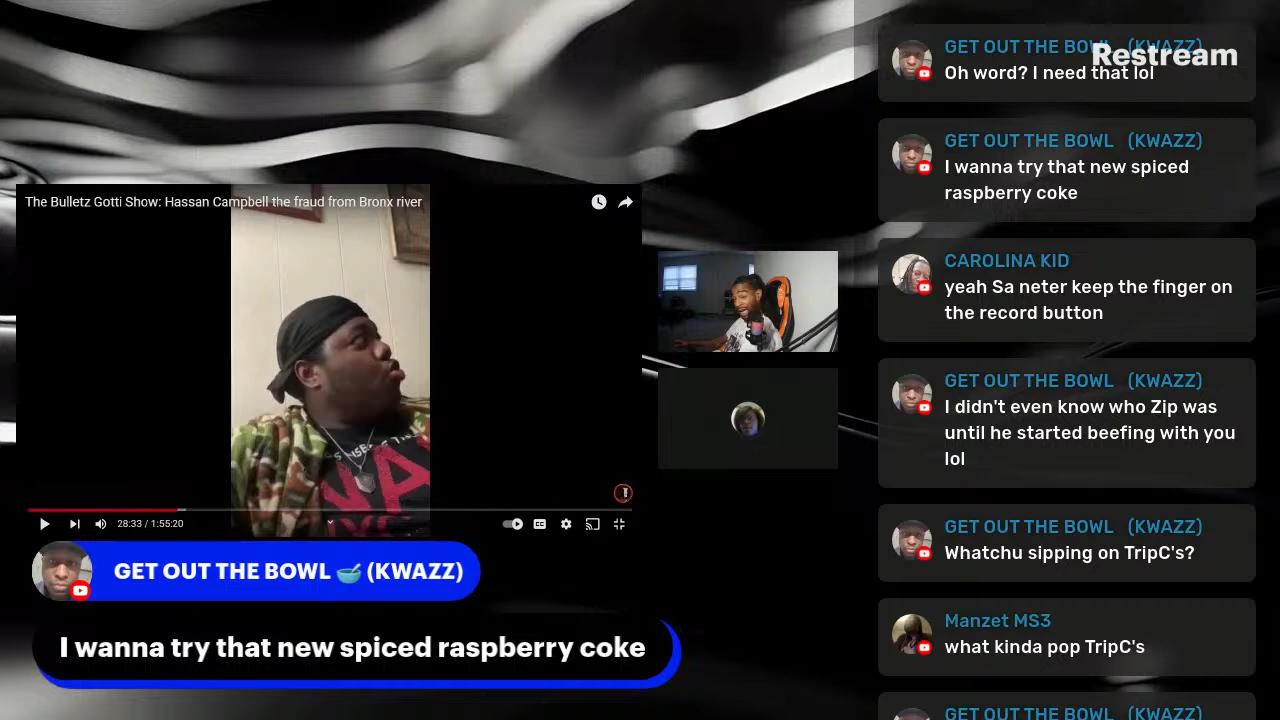 The Bulletz Gotti Show: Hassan Campbell the fraud from Bronx river
28:33 / 1:55:20
CC
GET OUT THE BOWL 🥣 (KWAZZ)
I wanna try that new spiced raspberry coke
Restream
GET OUT THE BOWL (KWAZZ)
Oh word? I need that lol
GET OUT THE BOWL (KWAZZ)
I wanna try that new spiced
raspberry coke
CAROLINA KID
yeah Sa neter keep the finger on
the record button
GET OUT THE BOWL (KWAZZ)
I didn't even know who Zip was
until he started beefing with you
lol
GET OUT THE BOWL (KWAZZ)
Whatchu sipping on TripC's?
Manzet MS3
what kinda pop TripC's
GET OUT THE BOWL (KWAZZ)